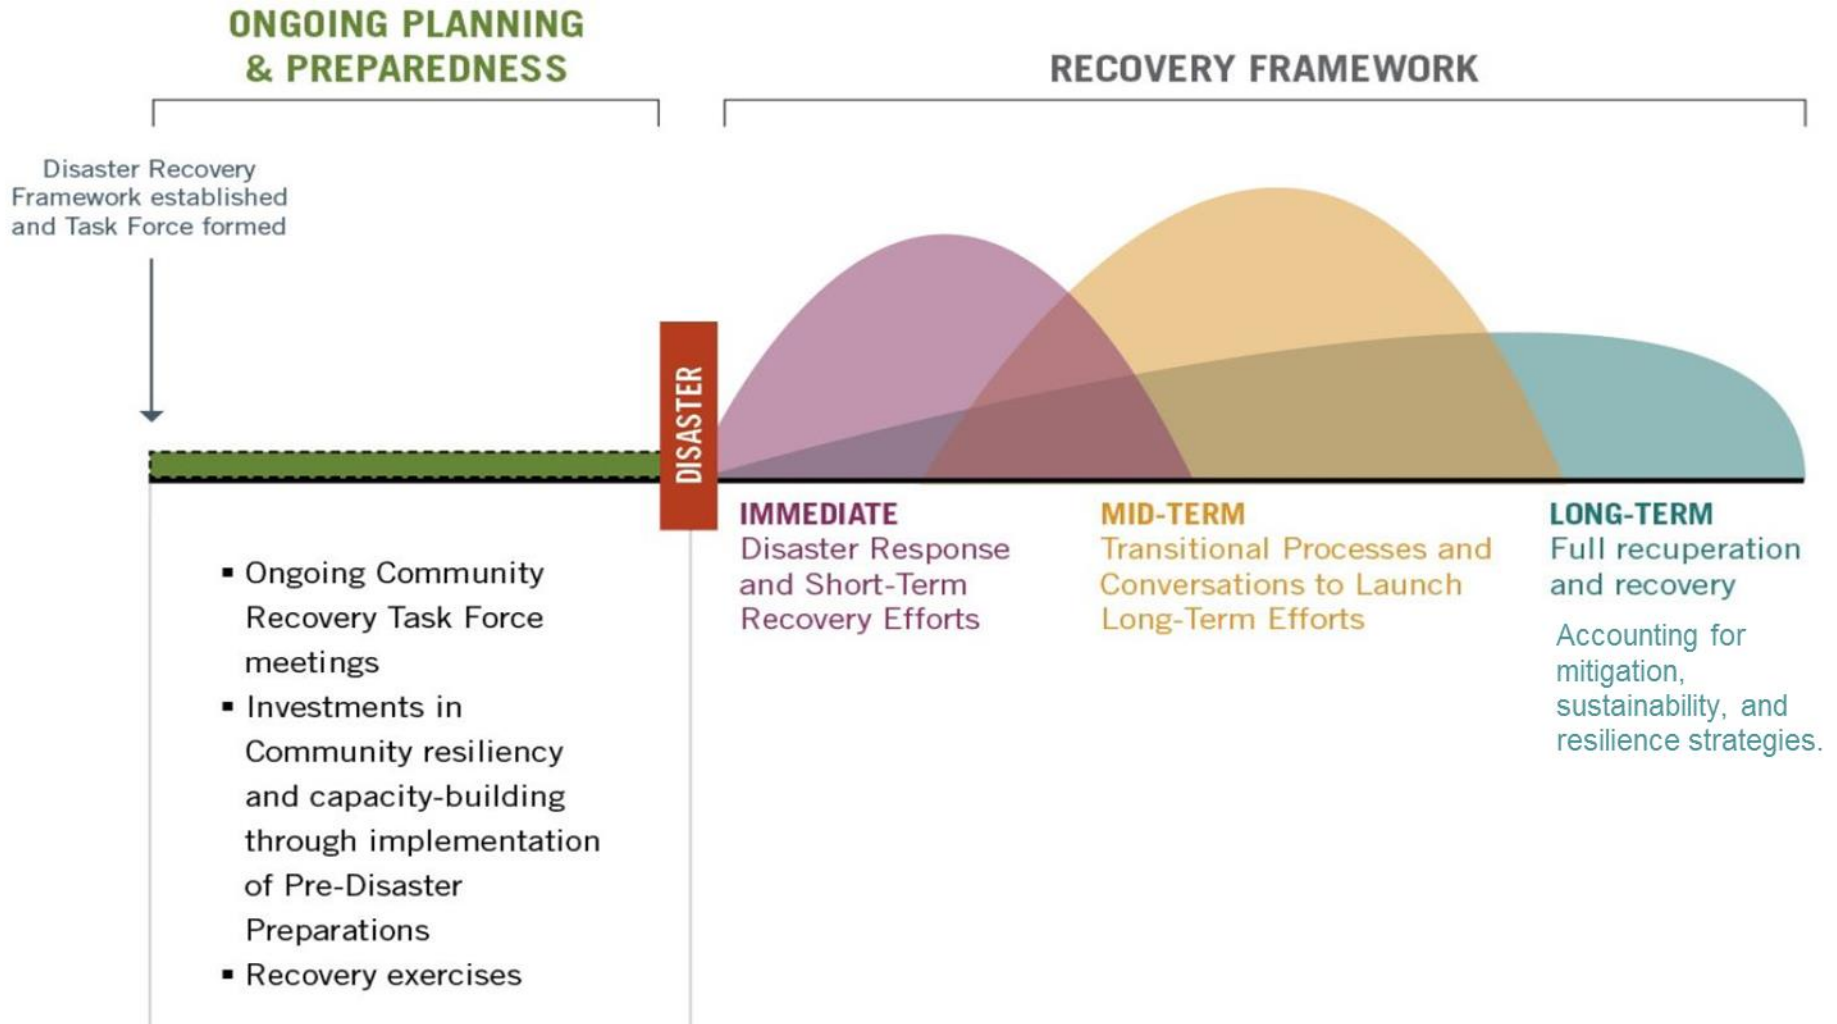 ONGOING PLANNING
& PREPAREDNESS
RECOVERY FRAMEWORK
Disaster Recovery
Framework established
and Task Force formed
DISASTER
IMMEDIATE
Disaster Response
and Short-Term
Recovery Efforts
MID-TERM
Transitional Processes and
Conversations to Launch
Long-Term Efforts
LONG-TERM
Full recuperation
and recovery
Accounting for
mitigation,
sustainability, and
resilience strategies.
▪ Ongoing Community
Recovery Task Force
meetings
▪ Investments in
Community resiliency
and capacity-building
through implementation
of Pre-Disaster
Preparations
▪ Recovery exercises